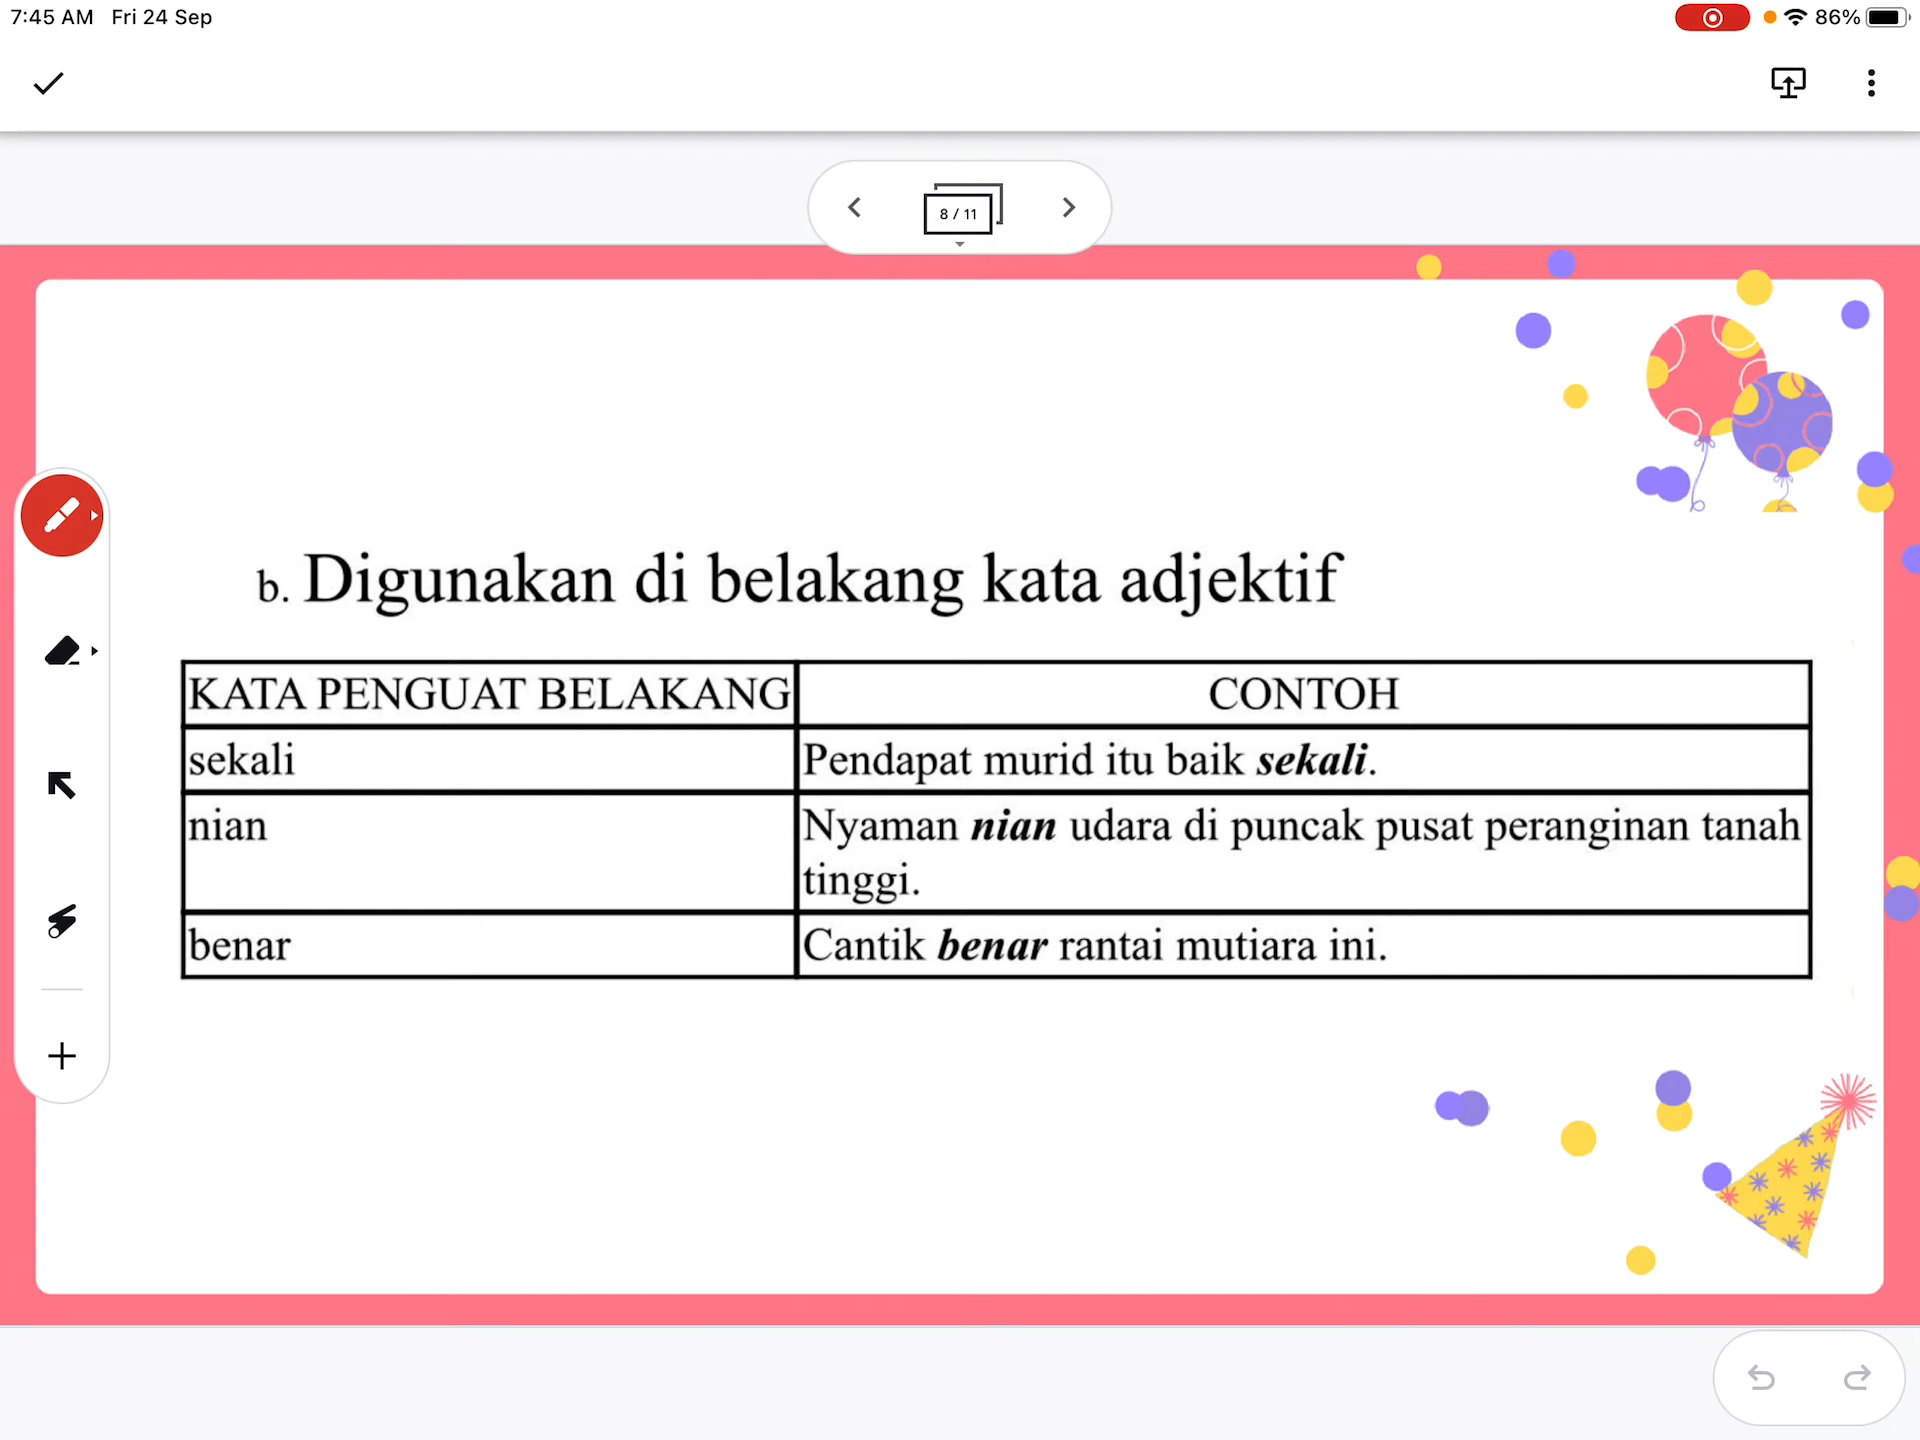 7:45 AM Fri 24 Sep
86%
8 / 11
b. Digunakan di belakang kata adjektif
KATA PENGUAT BELAKANG CONTOH
sekali Pendapat murid itu baik sekali.
nian Nyaman nian udara di puncak pusat peranginan tanah
tinggi.
benar Cantik benar rantai mutiara ini.